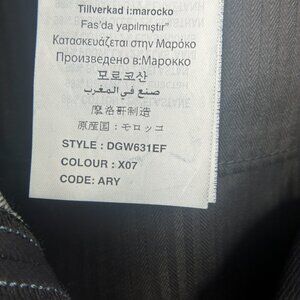 Tillverkad i:marocko
"Fas'da yapılmıştır"
Κατασκευάζεται στην Μαρόκο
Произведено в:Марокко
모로코산
صنع في المغرب
摩洛哥制造
原産国：モロッコ
STYLE : DGW631EF
COLOUR : X07
CODE: ARY